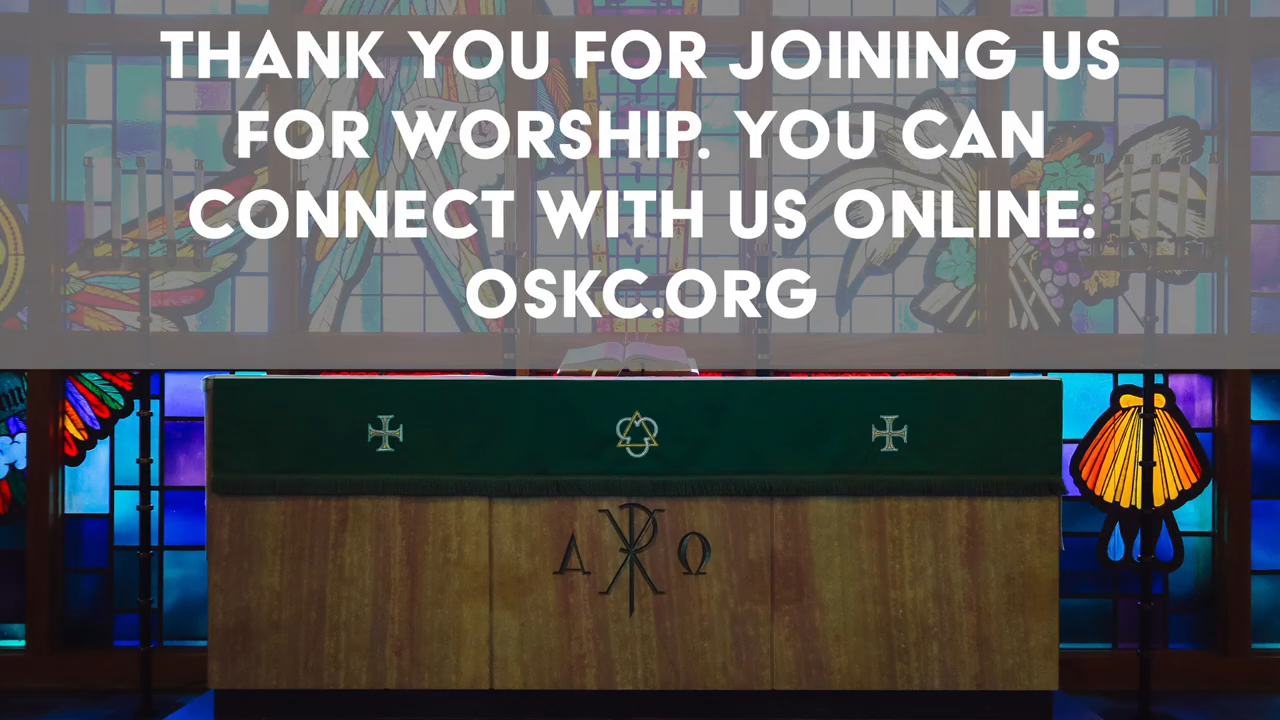 THANK YOU FOR JOINING US
FOR WORSHIP. YOU CAN
CONNECT WITH US ONLINE:
OSKC.ORG
Α ☧ Ω